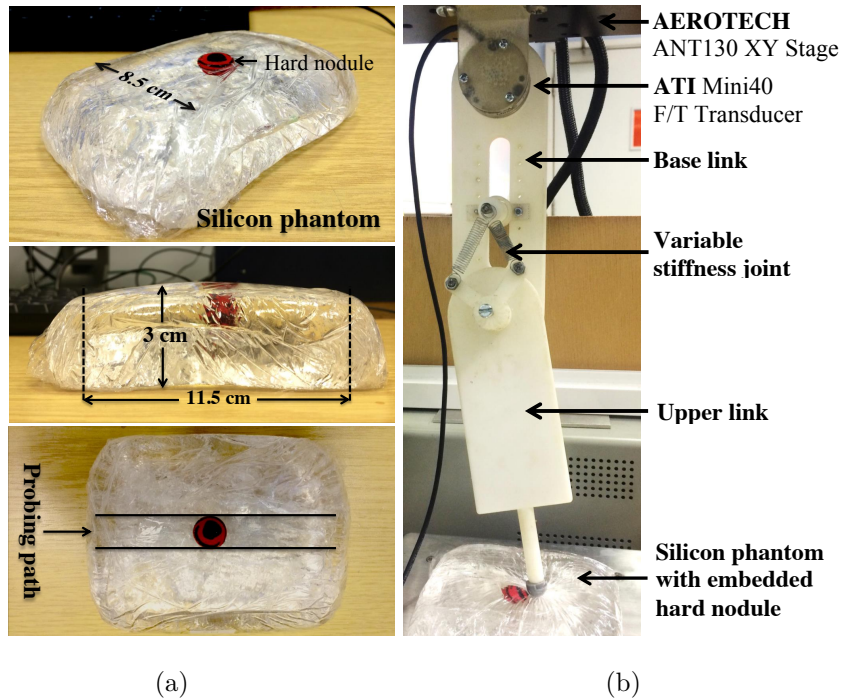 Hard nodule
8.5 cm
Silicon phantom
3 cm
11.5 cm
Probing path
(a)
AEROTECH
ANT130 XY Stage
ATI Mini40
F/T Transducer
Base link
Variable
stiffness joint
Upper link
Silicon phantom
with embedded
hard nodule
(b)